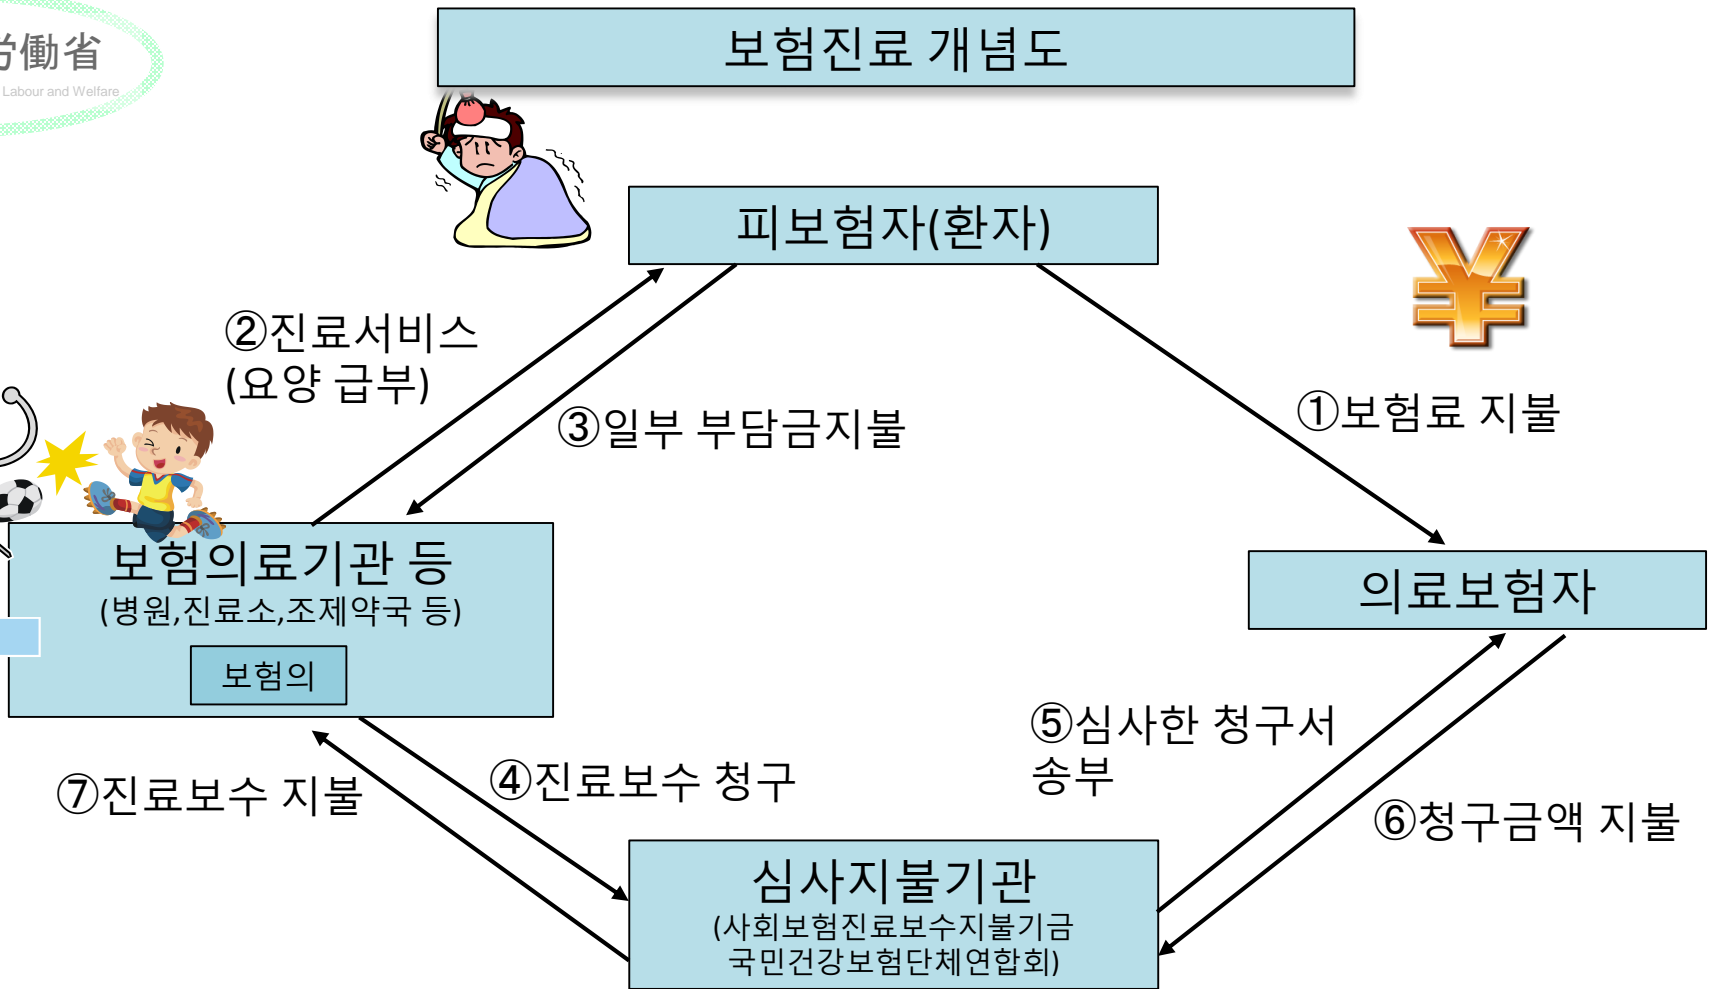 労働省
Labour and Welfare
보험진료 개념도
피보험자(환자)
②진료서비스
(요양 급부)
③일부 부담금지불
①보험료 지불
보험의료기관 등
(병원,진료소,조제약국 등)
보험의
의료보험자
⑤심사한 청구서
송부
④진료보수 청구
⑦진료보수 지불
⑥청구금액 지불
심사지불기관
(사회보험진료보수지불기금
국민건강보험단체연합회)